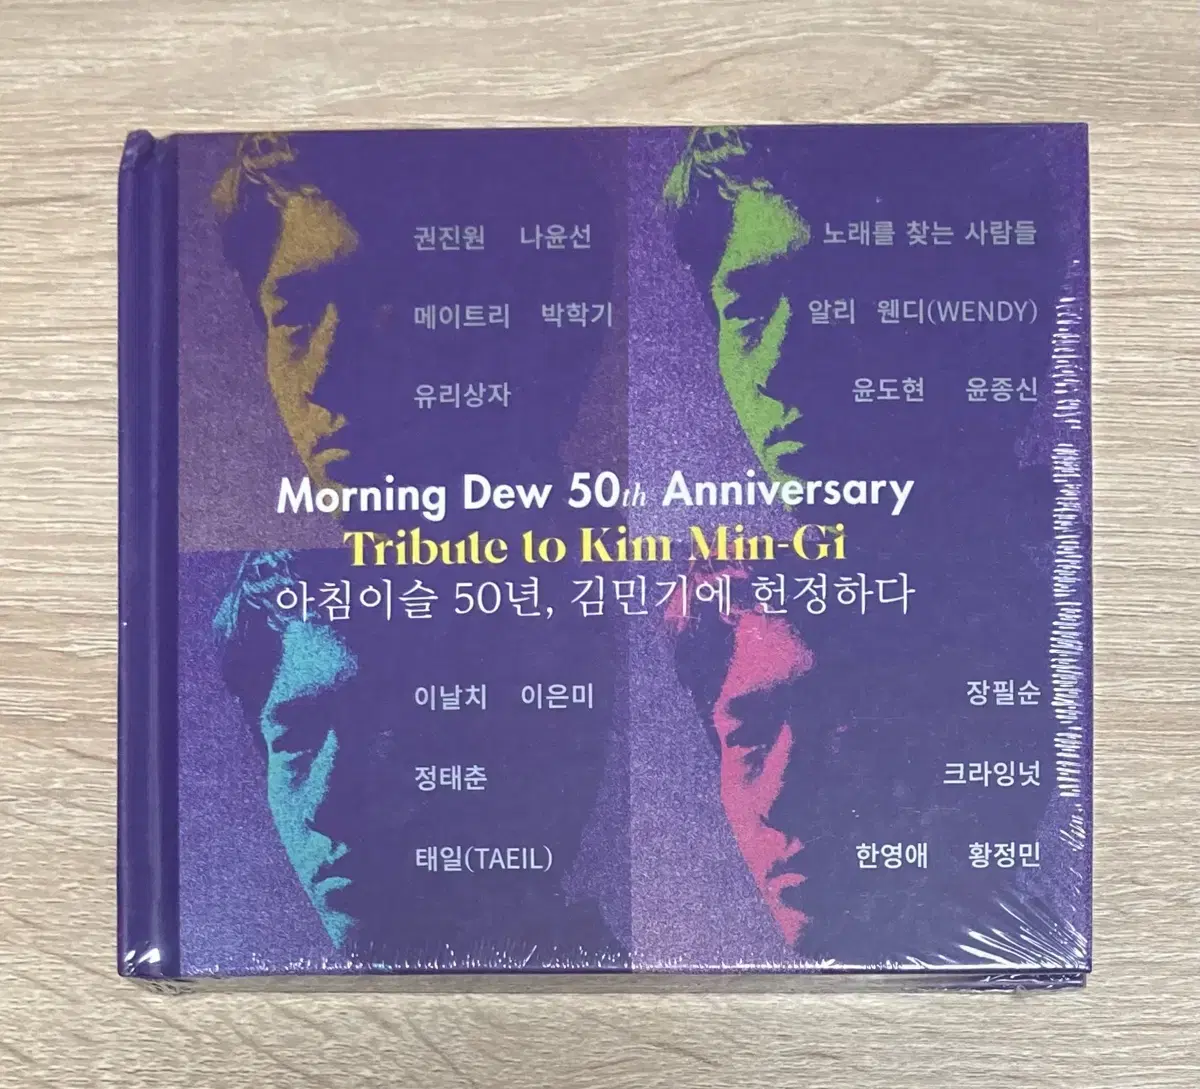 권진원 나윤선
메이트리 박학기
유리상자
노래를 찾는 사람들
알리 웬디(WENDY)
윤도현 윤종신
Morning Dew 50th Anniversary
Tribute to Kim Min-Gi
아침이슬 50년, 김민기에 헌정하다
이날치 이은미
정태춘
태일(TAEIL)
장필순
크라잉넛
한영애 황정민